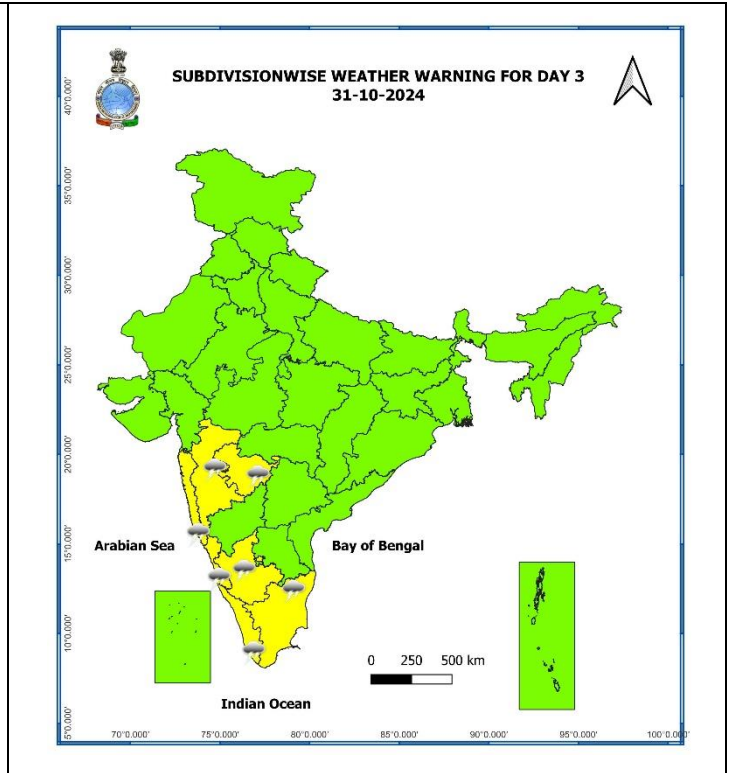 SUBDIVISIONWISE WEATHER WARNING FOR DAY 3
31-10-2024
40°0.000'
35°0.000'
30°0.000'
25°0.000'
20°0.000'
15°0.000'
10°0.000'
5°0.000'
Arabian Sea
Bay of Bengal
0 250 500 km
Indian Ocean
70°0.000' 75°0.000' 80°0.000' 85°0.000' 90°0.000' 95°0.000' 100°0.000'